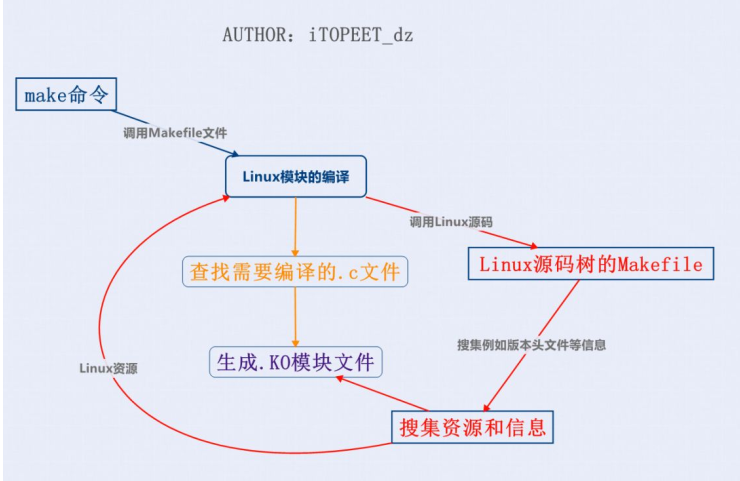 AUTHOR: iTOPEET_dz
make命令
调用Makefile文件
Linux模块的编译
调用Linux源码
查找需要编译的.c文件
Linux源码树的Makefile
搜集例如版本头文件等信息
生成.KO模块文件
Linux资源
搜集资源和信息